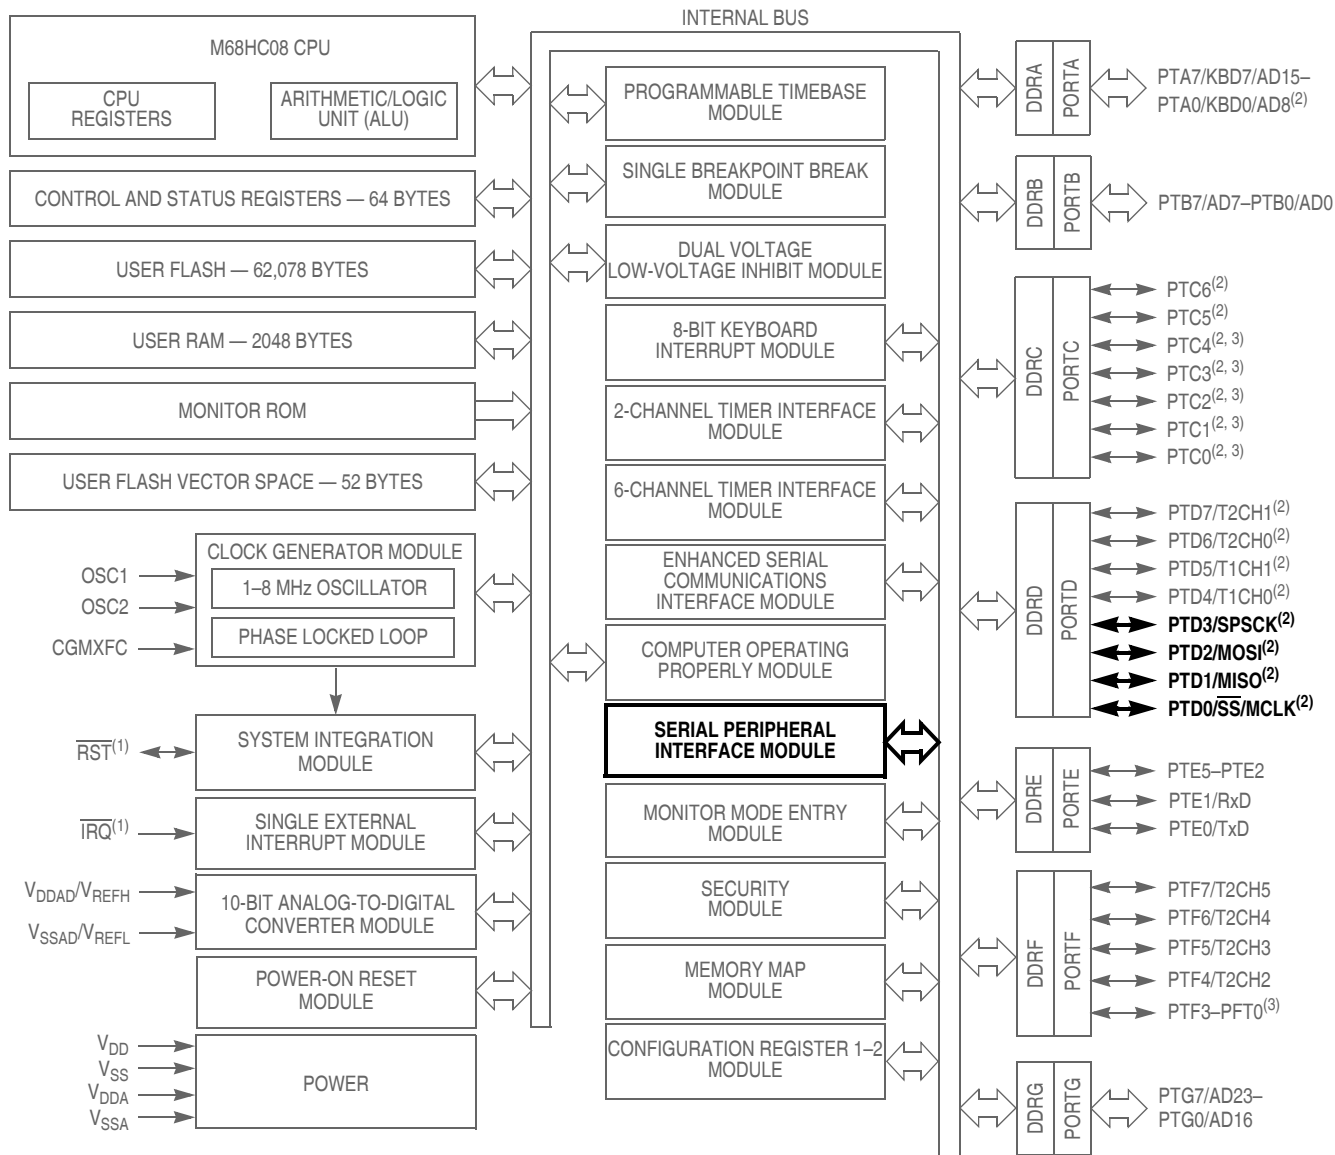 INTERNAL BUS
M68HC08 CPU
CPU
REGISTERS
ARITHMETIC/LOGIC
UNIT (ALU)
CONTROL AND STATUS REGISTERS — 64 BYTES
USER FLASH — 62,078 BYTES
USER RAM — 2048 BYTES
MONITOR ROM
USER FLASH VECTOR SPACE — 52 BYTES
OSC1
OSC2
CGMXFC
CLOCK GENERATOR MODULE
1–8 MHz OSCILLATOR
PHASE LOCKED LOOP
RST(1)
SYSTEM INTEGRATION
MODULE
IRQ(1)
SINGLE EXTERNAL
INTERRUPT MODULE
VDDAD/VREFH
VSSAD/VREFL
10-BIT ANALOG-TO-DIGITAL
CONVERTER MODULE
POWER-ON RESET
MODULE
VDD
VSS
VDDA
VSSA
POWER
PROGRAMMABLE TIMEBASE
MODULE
SINGLE BREAKPOINT BREAK
MODULE
DUAL VOLTAGE
LOW-VOLTAGE INHIBIT MODULE
8-BIT KEYBOARD
INTERRUPT MODULE
2-CHANNEL TIMER INTERFACE
MODULE
6-CHANNEL TIMER INTERFACE
MODULE
ENHANCED SERIAL
COMMUNICATIONS
INTERFACE MODULE
COMPUTER OPERATING
PROPERLY MODULE
SERIAL PERIPHERAL
INTERFACE MODULE
MONITOR MODE ENTRY
MODULE
SECURITY
MODULE
MEMORY MAP
MODULE
CONFIGURATION REGISTER 1–2
MODULE
DDRA
PORTA
PTA7/KBD7/AD15–
PTA0/KBD0/AD8(2)
DDRB
PORTB
PTB7/AD7–PTB0/AD0
DDRC
PORTC
PTC6(2)
PTC5(2)
PTC4(2, 3)
PTC3(2, 3)
PTC2(2, 3)
PTC1(2, 3)
PTC0(2, 3)
DDRD
PORTD
PTD7/T2CH1(2)
PTD6/T2CH0(2)
PTD5/T1CH1(2)
PTD4/T1CH0(2)
PTD3/SPSCK(2)
PTD2/MOSI(2)
PTD1/MISO(2)
PTD0/SS/MCLK(2)
DDRE
PORTE
PTE5–PTE2
PTE1/RxD
PTE0/TxD
DDRF
PORTF
PTF7/T2CH5
PTF6/T2CH4
PTF5/T2CH3
PTF4/T2CH2
PTF3–PFT0(3)
DDRG
PORTG
PTG7/AD23–
PTG0/AD16